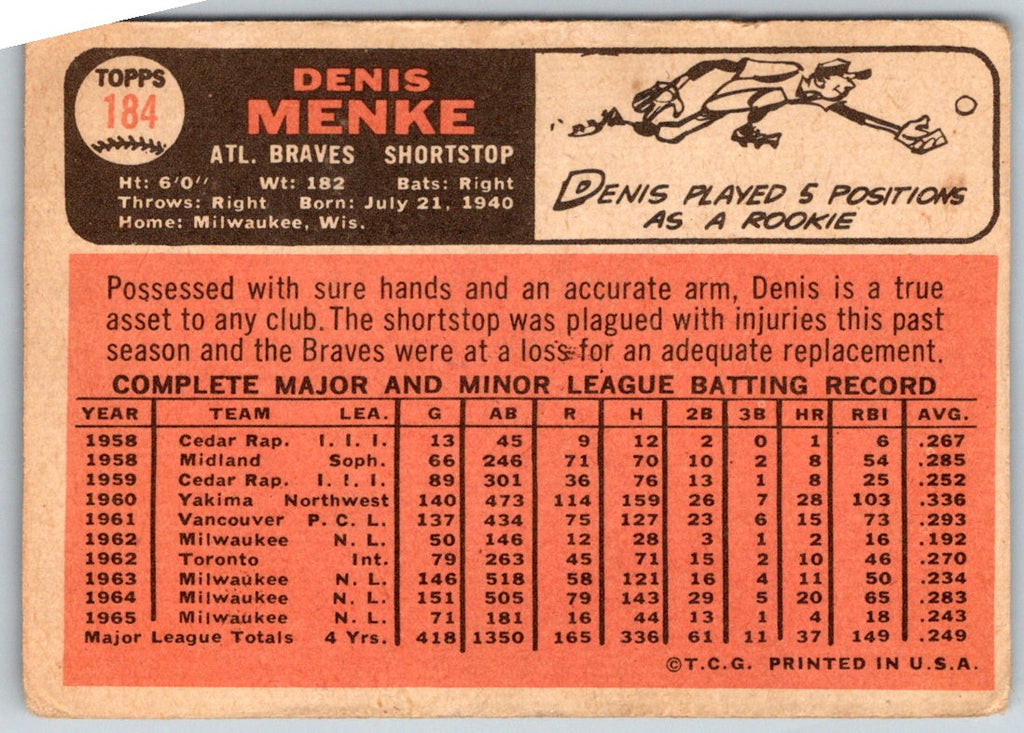 TOPPS
184
DENIS
MENKE
ATL. BRAVES SHORTSTOP
Ht: 6'0" Wt: 182 Bats: Right
Throws: Right Born: July 21, 1940
Home: Milwaukee, Wis.
DENIS PLAYED 5 POSITIONS
AS A ROOKIE
Possessed with sure hands and an accurate arm, Denis is a true
asset to any club. The shortstop was plagued with injuries this past
season and the Braves were at a loss for an adequate replacement.
COMPLETE MAJOR AND MINOR LEAGUE BATTING RECORD
YEAR TEAM LEA. G AB R H 2B 3B HR RBI AVG.
1958 Cedar Rap. I. I. I. 13 45 9 12 2 0 1 6 .267
1958 Midland Soph. 66 246 71 70 10 2 8 54 .285
1959 Cedar Rap. I. I. I. 89 301 36 76 13 1 8 25 .252
1960 Yakima Northwest 140 473 114 159 26 7 28 103 .336
1961 Vancouver P. C. L. 137 434 75 127 23 6 15 73 .293
1962 Milwaukee N. L. 50 146 12 28 3 1 2 16 .192
1962 Toronto Int. 79 263 45 71 15 2 10 46 .270
1963 Milwaukee N. L. 146 518 58 121 16 4 11 50 .234
1964 Milwaukee N. L. 151 505 79 143 29 5 20 65 .283
1965 Milwaukee N. L. 71 181 16 44 13 1 4 18 .243
Major League Totals 4 Yrs. 418 1350 165 336 61 11 37 149 .249
©T.C.G. PRINTED IN U.S.A.